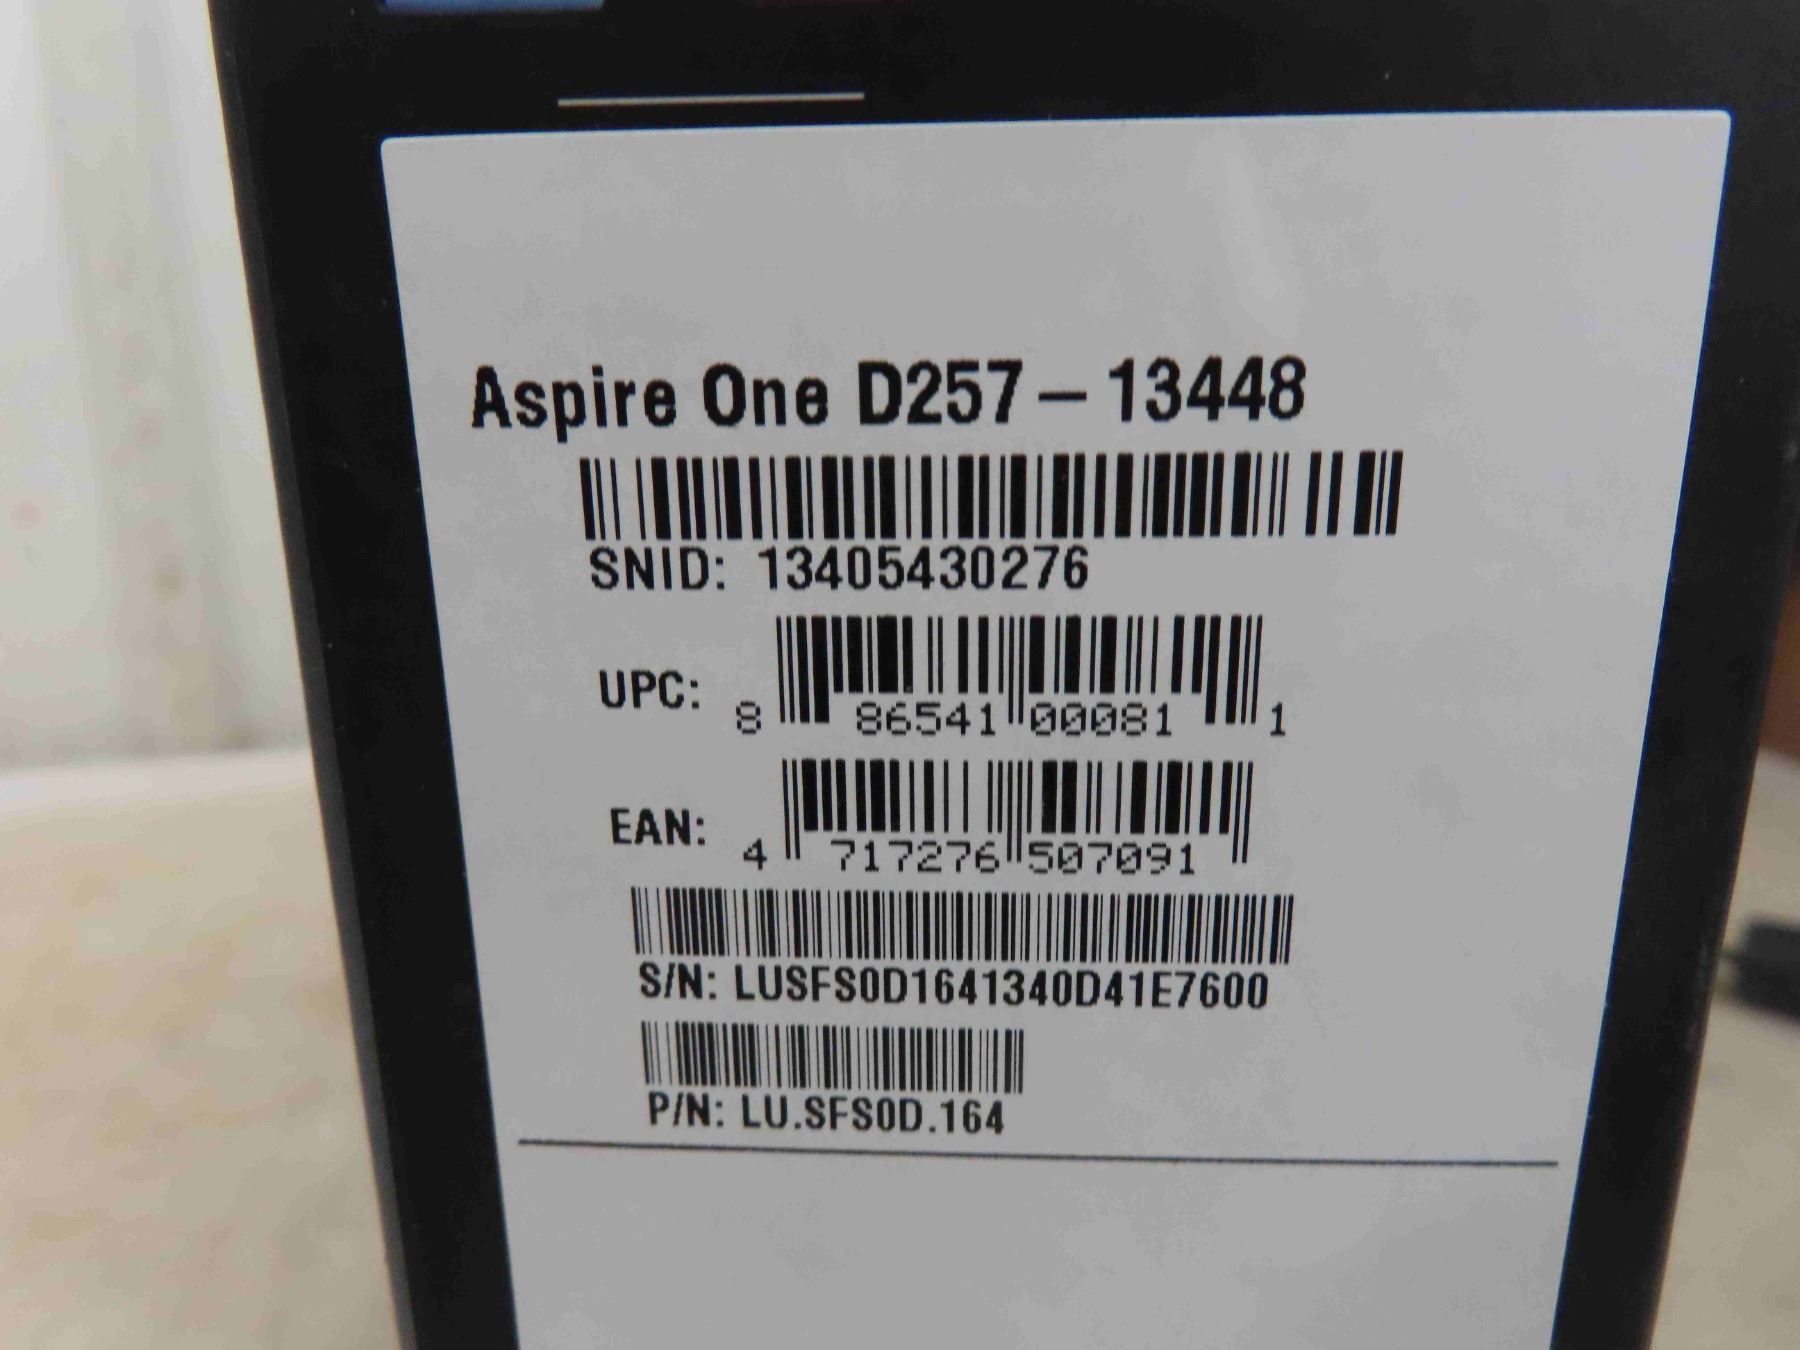 Aspire One D257 – 13448
SNID: 13405430276
UPC: 8 86541 00081 1
EAN: 4 717276 507091
S/N: LUSFS0D1641340D41E7600
P/N: LU.SFS0D.164